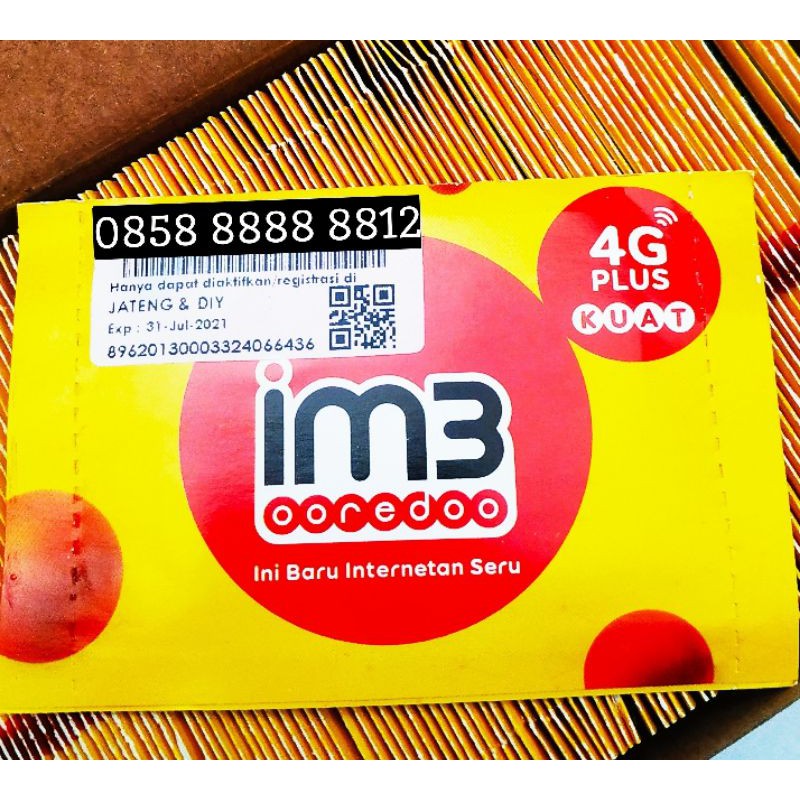 0858 8888 8812
Hanya dapat diaktifkan/registrasi di
JATENG & DIY
Exp : 31-Jul-2021
89620130003324066436
4G
PLUS
KUAT
im3
ooredoo
Ini Baru Internetan Seru